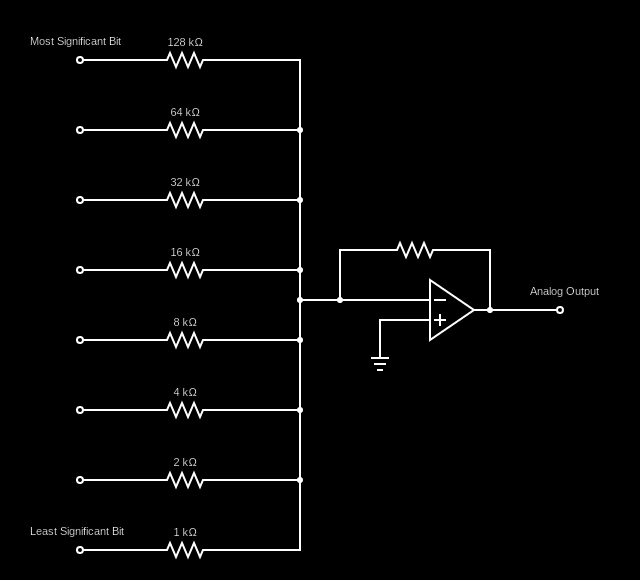 Most Significant Bit
128 kΩ
64 kΩ
32 kΩ
16 kΩ
Analog Output
8 kΩ
4 kΩ
2 kΩ
Least Significant Bit
1 kΩ